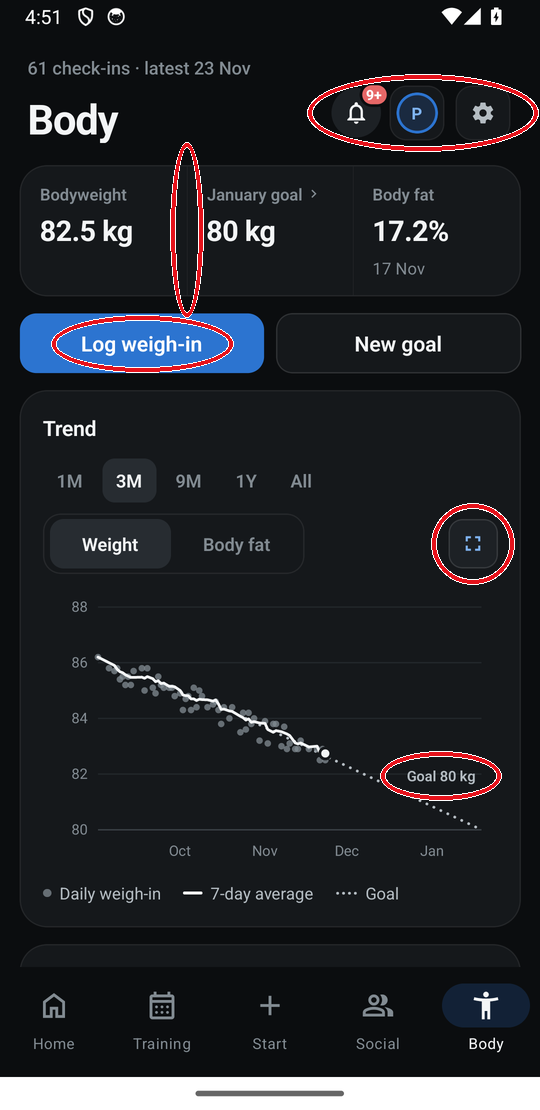 4:51
61 check-ins · latest 23 Nov
Body
9+
P
Bodyweight
82.5 kg
January goal
80 kg
Body fat
17.2%
17 Nov
Log weigh-in
New goal
Trend
1M 3M 9M 1Y All
Weight Body fat
88
86
84
82
80
Goal 80 kg
Oct Nov Dec Jan
Daily weigh-in 7-day average Goal
Home Training Start Social Body